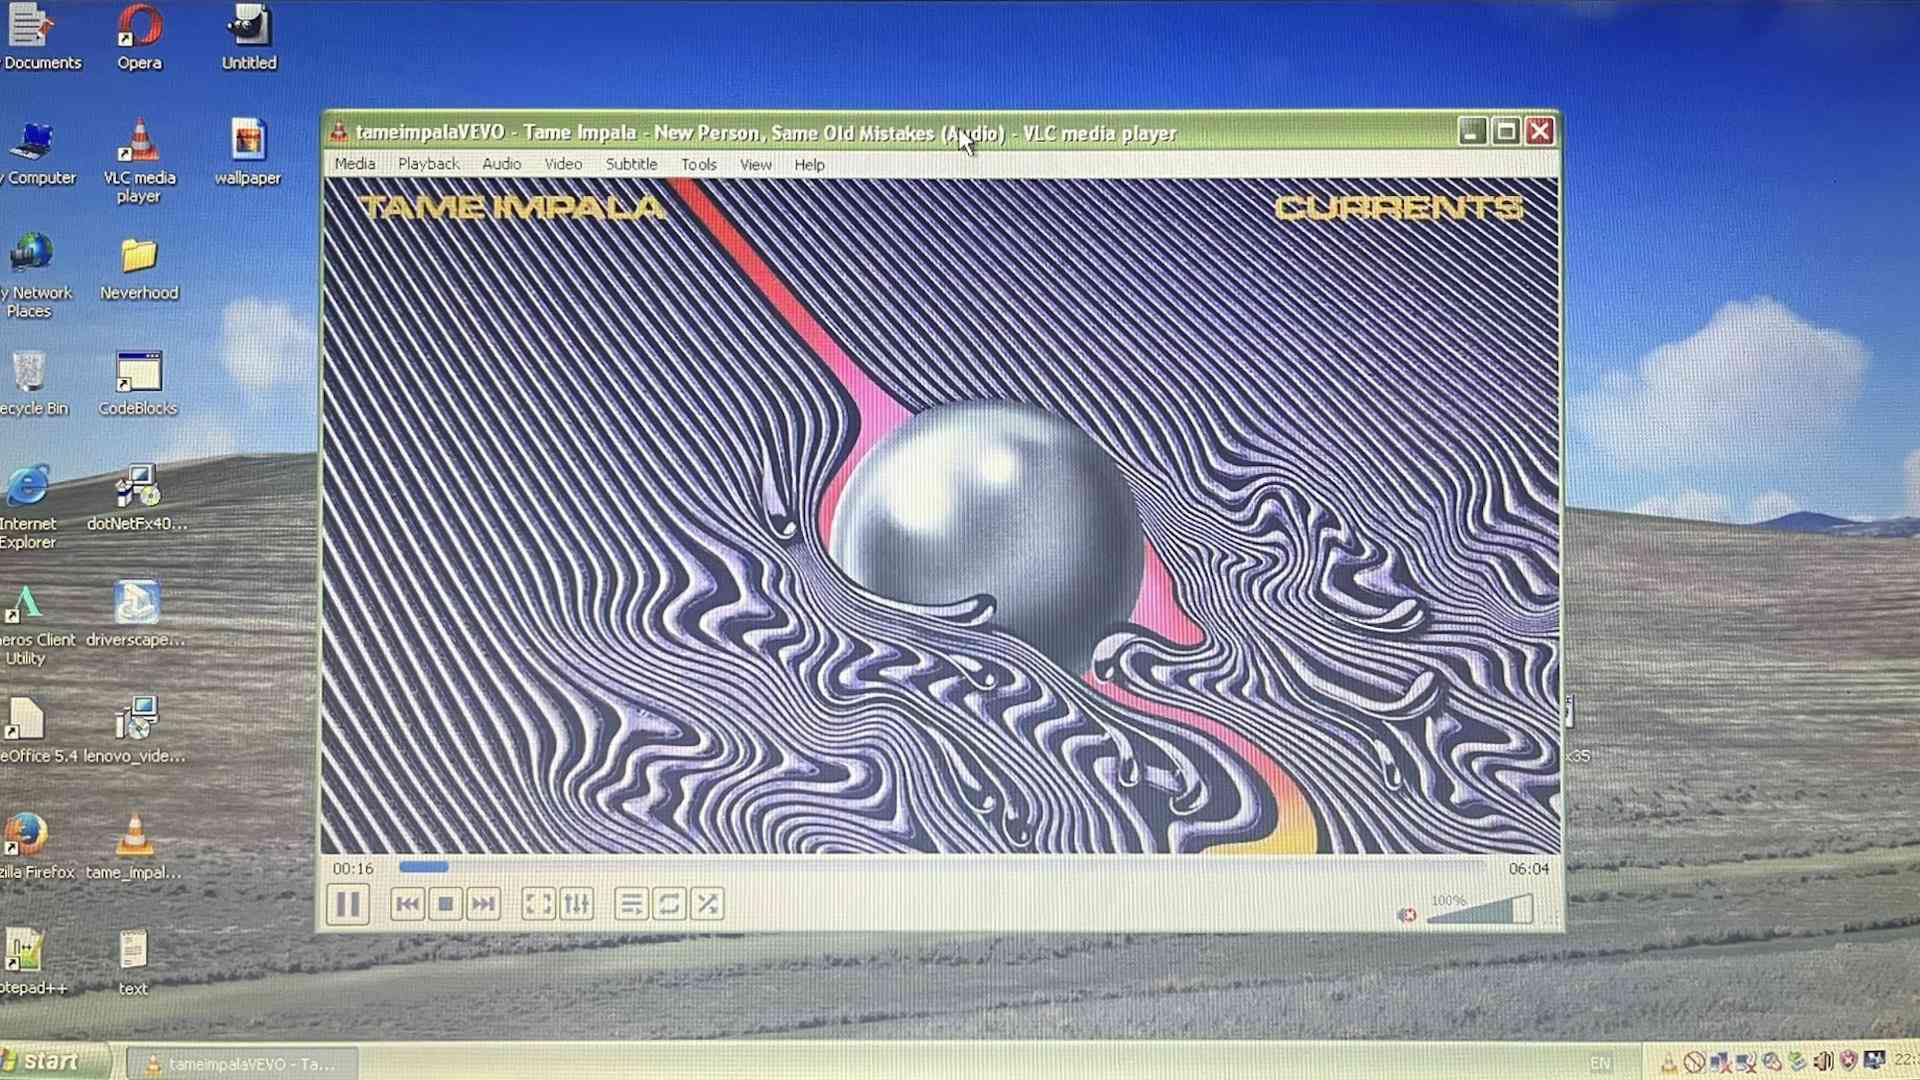 Documents
Opera
Untitled
Computer
VLC media
player
wallpaper
Network
Places
Neverhood
ecycle Bin
CodeBlocks
Internet
Explorer
dotNetFx40...
eros Client
Utility
driverscape...
eOffice 5.4
lenovo_vide...
zilla Firefox
tame_impal...
otepad++
text
tameimpalaVEVO - Tame Impala - New Person, Same Old Mistakes (Audio) - VLC media player
Media Playback Audio Video Subtitle Tools View Help
TAME IMPALA
CURRENTS
00:16
06:04
100%
x35
start
tameimpalaVEVO - Ta...
EN
22: